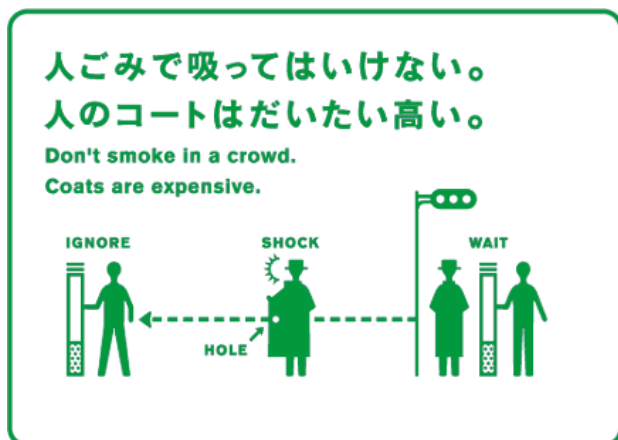 人ごみで吸ってはいけない。
人のコートはだいたい高い。
Don't smoke in a crowd.
Coats are expensive.
IGNORE
SHOCK
WAIT
HOLE